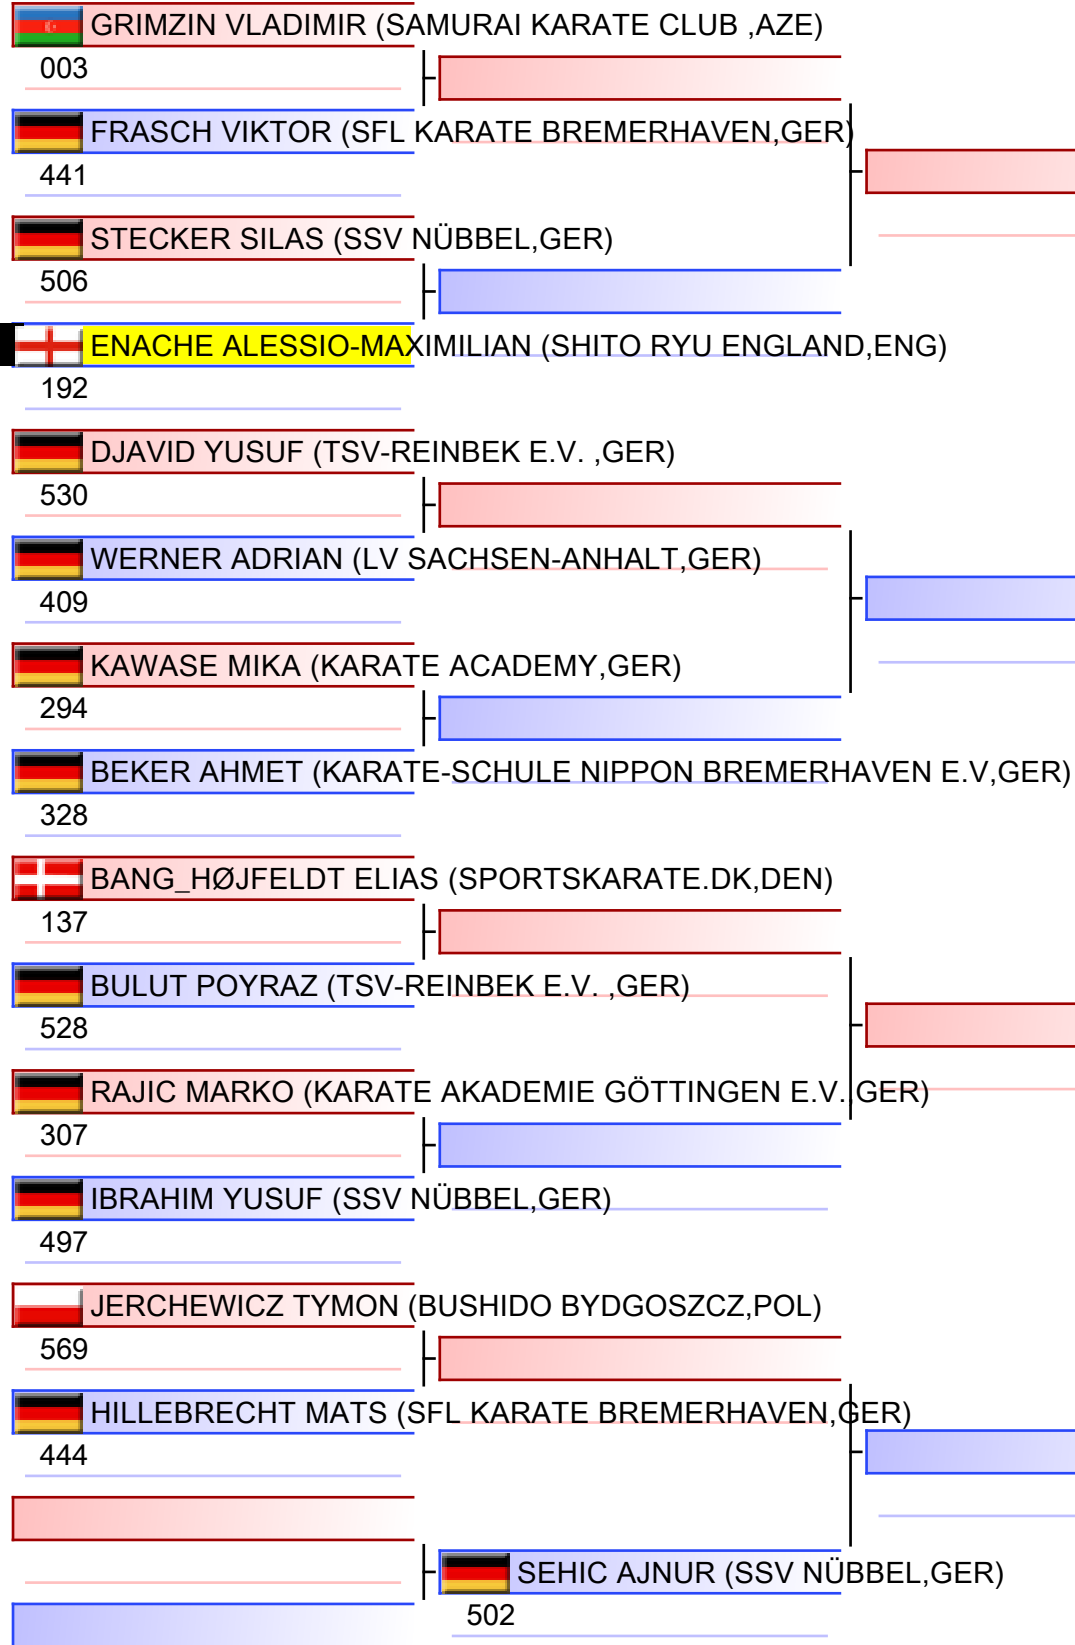 GRIMZIN VLADIMIR (SAMURAI KARATE CLUB ,AZE)
003
FRASCH VIKTOR (SFL KARATE BREMERHAVEN,GER)
441
STECKER SILAS (SSV NÜBBEL,GER)
506
ENACHE ALESSIO-MAXIMILIAN (SHITO RYU ENGLAND,ENG)
192
DJAVID YUSUF (TSV-REINBEK E.V. ,GER)
530
WERNER ADRIAN (LV SACHSEN-ANHALT,GER)
409
KAWASE MIKA (KARATE ACADEMY,GER)
294
BEKER AHMET (KARATE-SCHULE NIPPON BREMERHAVEN E.V,GER)
328
BANG_HØJFELDT ELIAS (SPORTSKARATE.DK,DEN)
137
BULUT POYRAZ (TSV-REINBEK E.V. ,GER)
528
RAJIC MARKO (KARATE AKADEMIE GÖTTINGEN E.V.,GER)
307
IBRAHIM YUSUF (SSV NÜBBEL,GER)
497
JERCHEWICZ TYMON (BUSHIDO BYDGOSZCZ,POL)
569
HILLEBRECHT MATS (SFL KARATE BREMERHAVEN,GER)
444
SEHIC AJNUR (SSV NÜBBEL,GER)
502